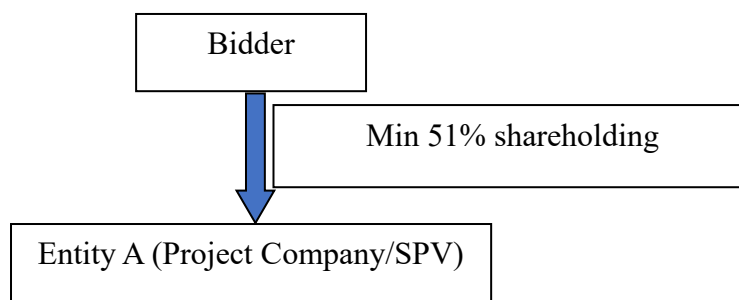 Bidder
Min 51% shareholding
Entity A (Project Company/SPV)